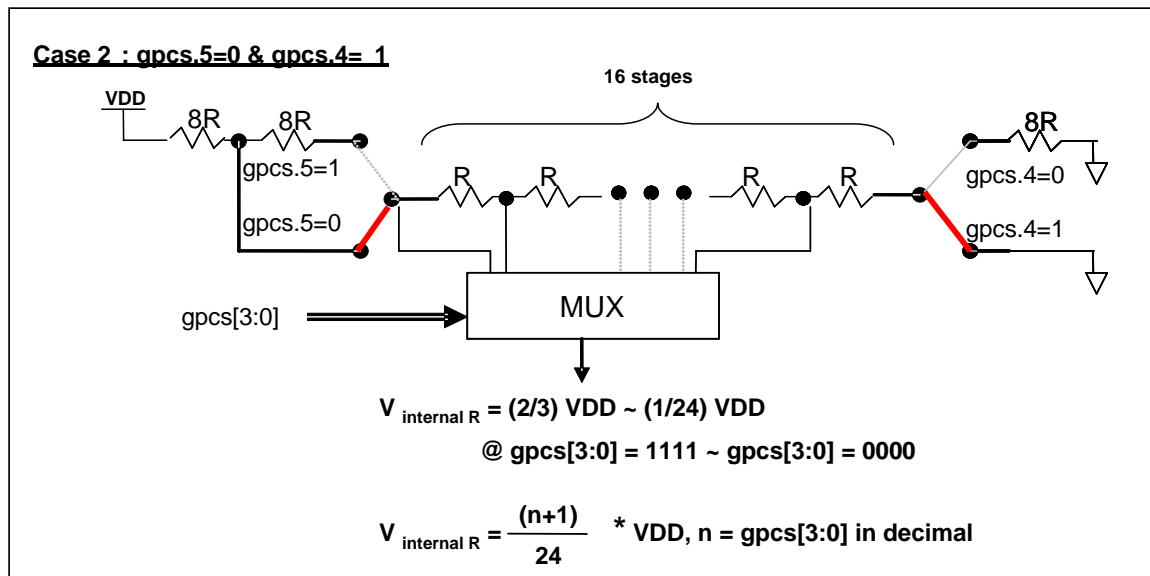 Case 2 : gpcs.5=0 & gpcs.4= 1
16 stages
VDD
8R 8R 8R
gpcs.5=1 gpcs.4=0
R R R R
gpcs.5=0 gpcs.4=1
MUX
gpcs[3:0]
V internal R = (2/3) VDD ~ (1/24) VDD
@ gpcs[3:0] = 1111 ~ gpcs[3:0] = 0000
(n+1)
V internal R = * VDD, n = gpcs[3:0] in decimal
24